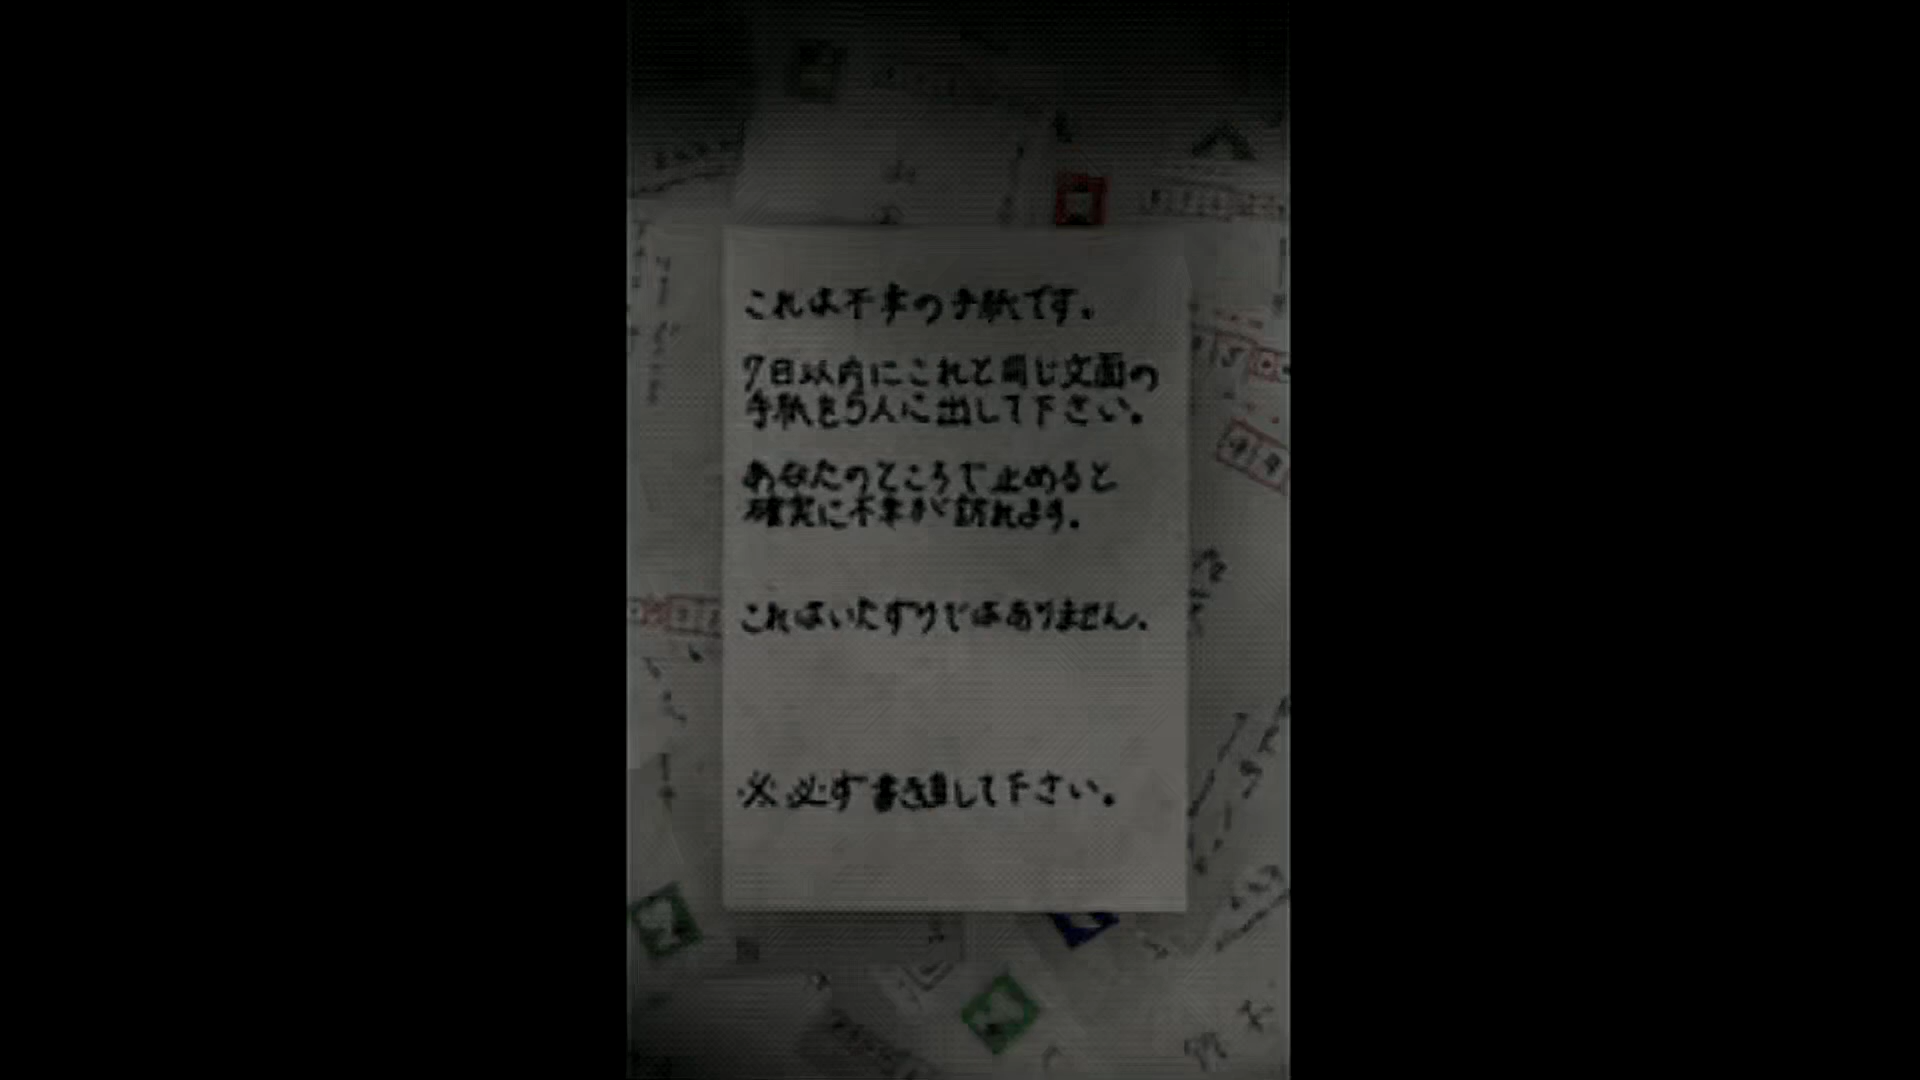 これは不幸の手紙です。
7日以内にこれと同じ文面の
手紙を5人に出して下さい。
あなたのところで止めると
確実に不幸が訪れます。
これはいたずらではありません。
※必ず書き直して下さい。